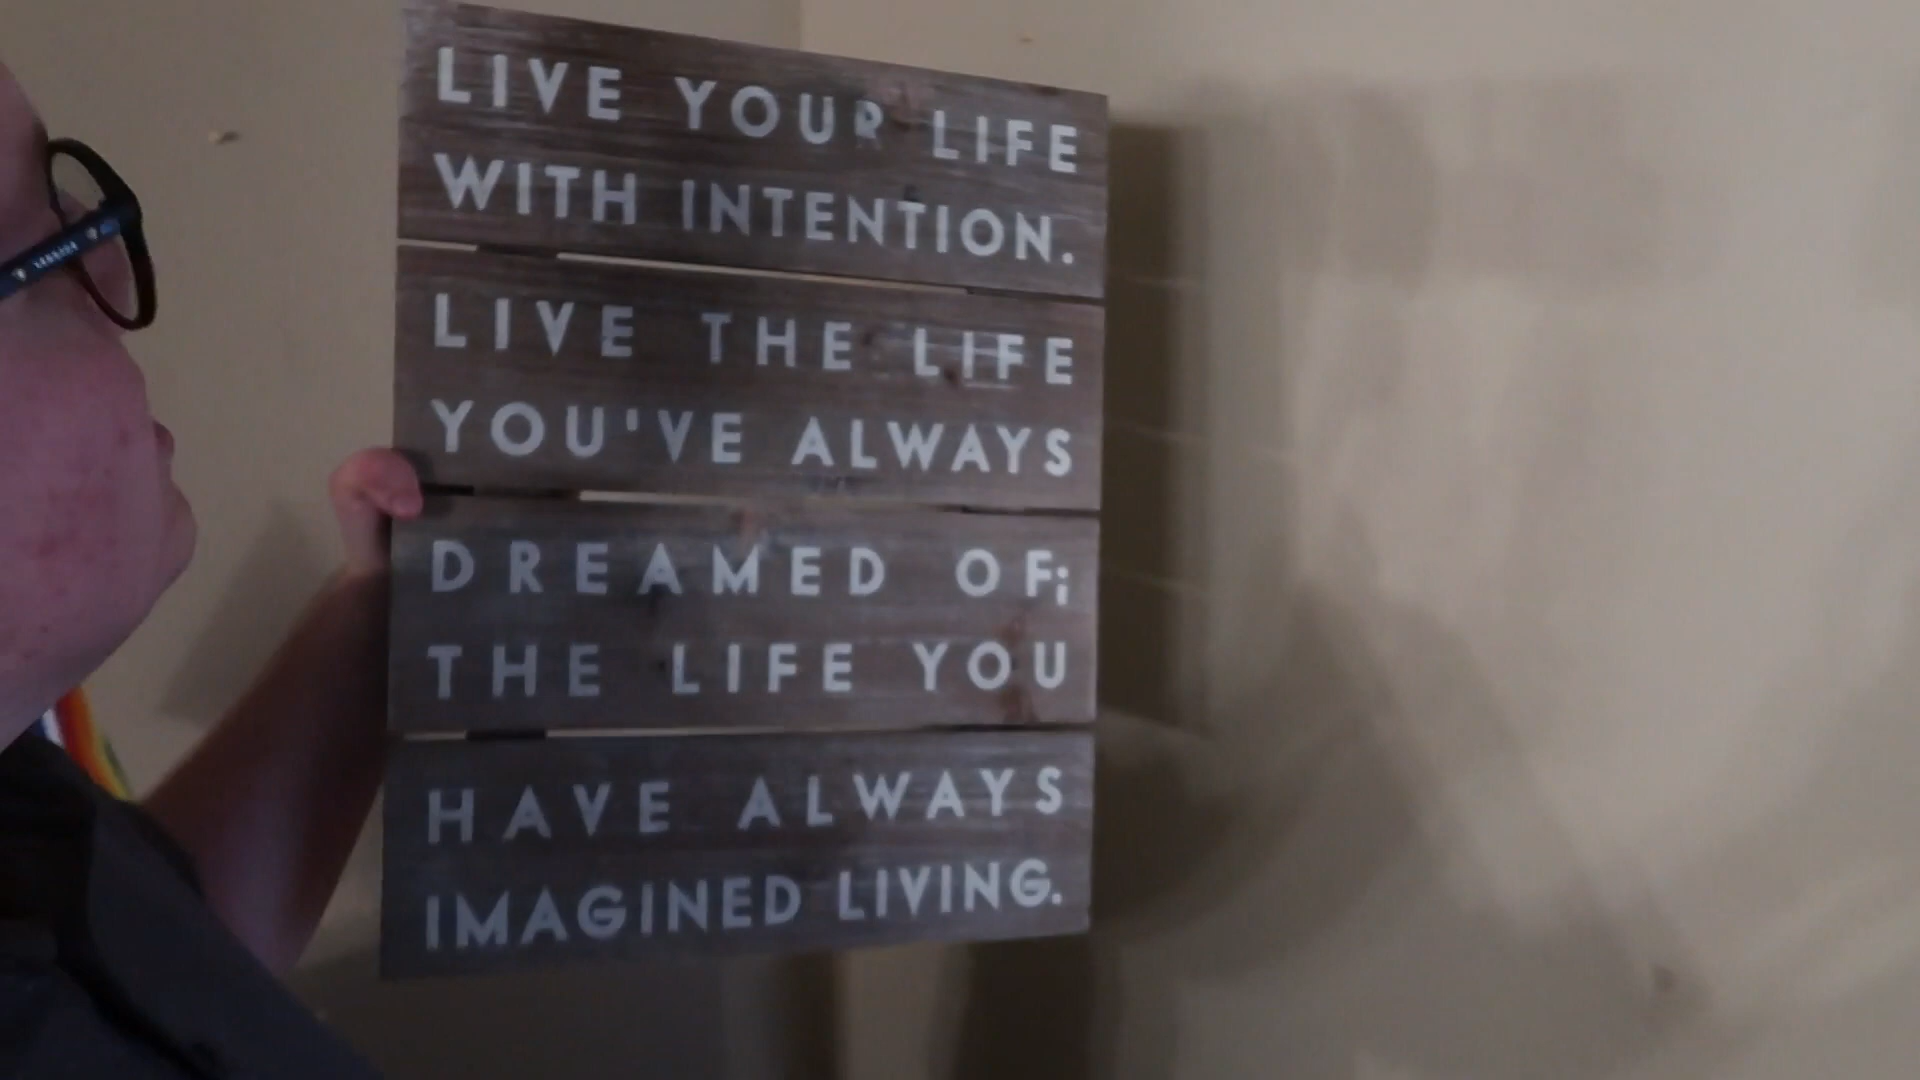 LIVE YOUR LIFE
WITH INTENTION.
LIVE THE LIFE
YOU'VE ALWAYS
DREAMED OF;
THE LIFE YOU
HAVE ALWAYS
IMAGINED LIVING.